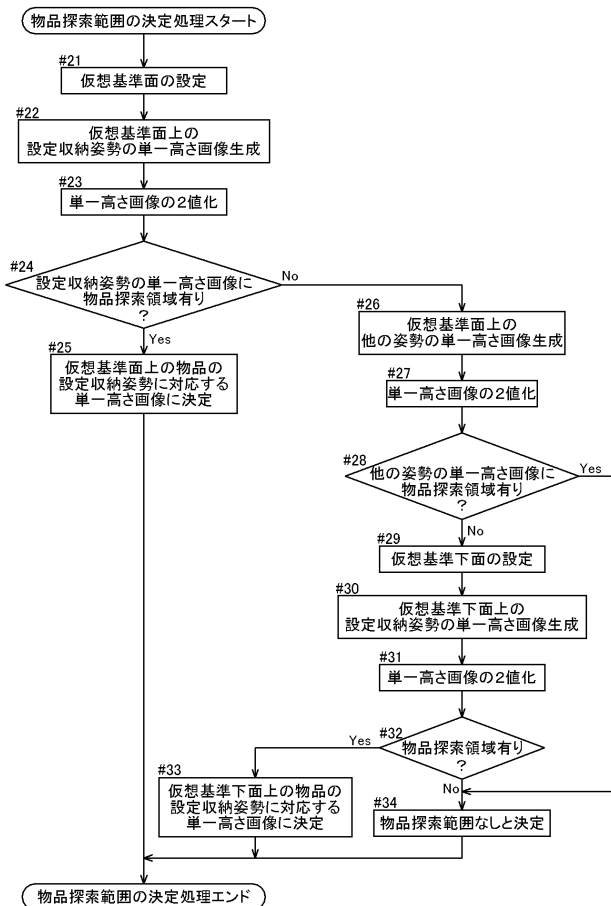 物品探索範囲の決定処理スタート
#21
仮想基準面の設定
#22
仮想基準面上の
設定収納姿勢の単一高さ画像生成
#23
単一高さ画像の2値化
#24
設定収納姿勢の単一高さ画像に
物品探索領域有り
?
No
Yes
#25
仮想基準面上の物品の
設定収納姿勢に対応する
単一高さ画像に決定
#26
仮想基準面上の
他の姿勢の単一高さ画像生成
#27
単一高さ画像の2値化
#28
他の姿勢の単一高さ画像に
物品探索領域有り
?
Yes
No
#29
仮想基準下面の設定
#30
仮想基準下面上の
設定収納姿勢の単一高さ画像生成
#31
単一高さ画像の2値化
#32
物品探索領域有り
?
Yes
No
#33
仮想基準下面上の物品の
設定収納姿勢に対応する
単一高さ画像に決定
#34
物品探索範囲なしと決定
物品探索範囲の決定処理エンド